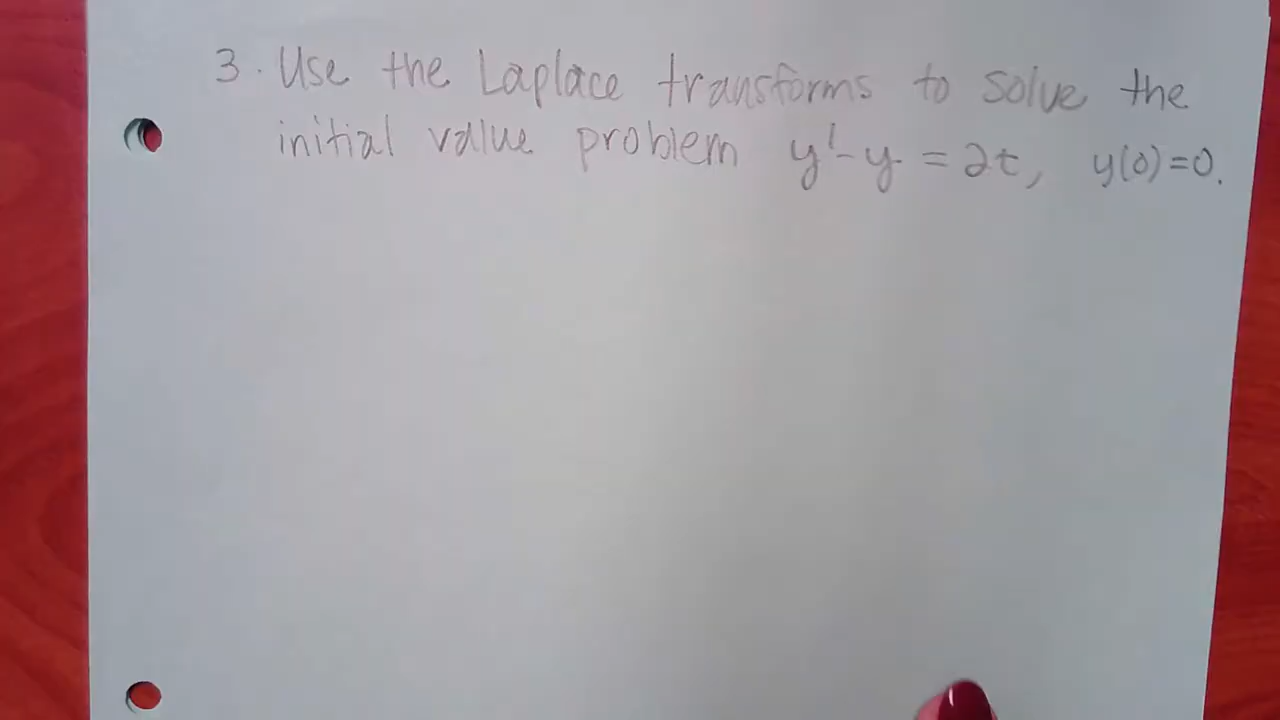 3. Use the Laplace transforms to solve the
initial value problem y'-y = 2t, y(0)=0.